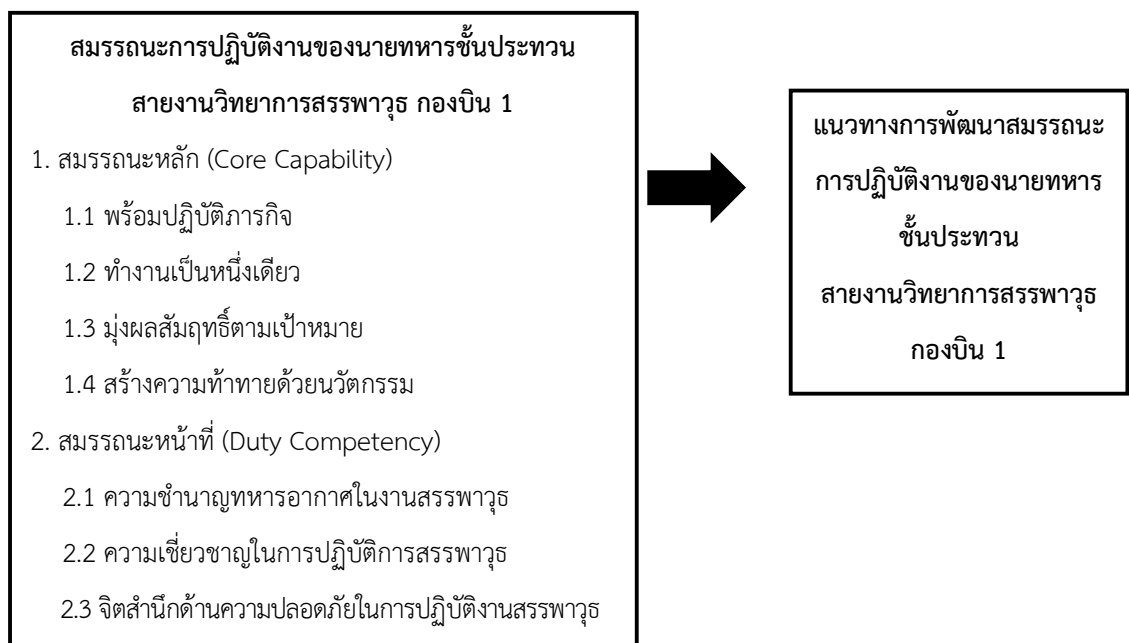 สมรรถนะการปฏิบัติงานของนายทหารชั้นประทวน
สายงานวิทยาการสรรพาวุธ กองบิน 1
1. สมรรถนะหลัก (Core Capability)
1.1 พร้อมปฏิบัติภารกิจ
1.2 ทำงานเป็นหนึ่งเดียว
1.3 มุ่งผลสัมฤทธิ์ตามเป้าหมาย
1.4 สร้างความท้าทายด้วยนวัตกรรม
2. สมรรถนะหน้าที่ (Duty Competency)
2.1 ความชำนาญทหารอากาศในงานสรรพาวุธ
2.2 ความเชี่ยวชาญในการปฏิบัติการสรรพาวุธ
2.3 จิตสำนึกด้านความปลอดภัยในการปฏิบัติงานสรรพาวุธ
แนวทางการพัฒนาสมรรถนะ
การปฏิบัติงานของนายทหาร
ชั้นประทวน
สายงานวิทยาการสรรพาวุธ
กองบิน 1